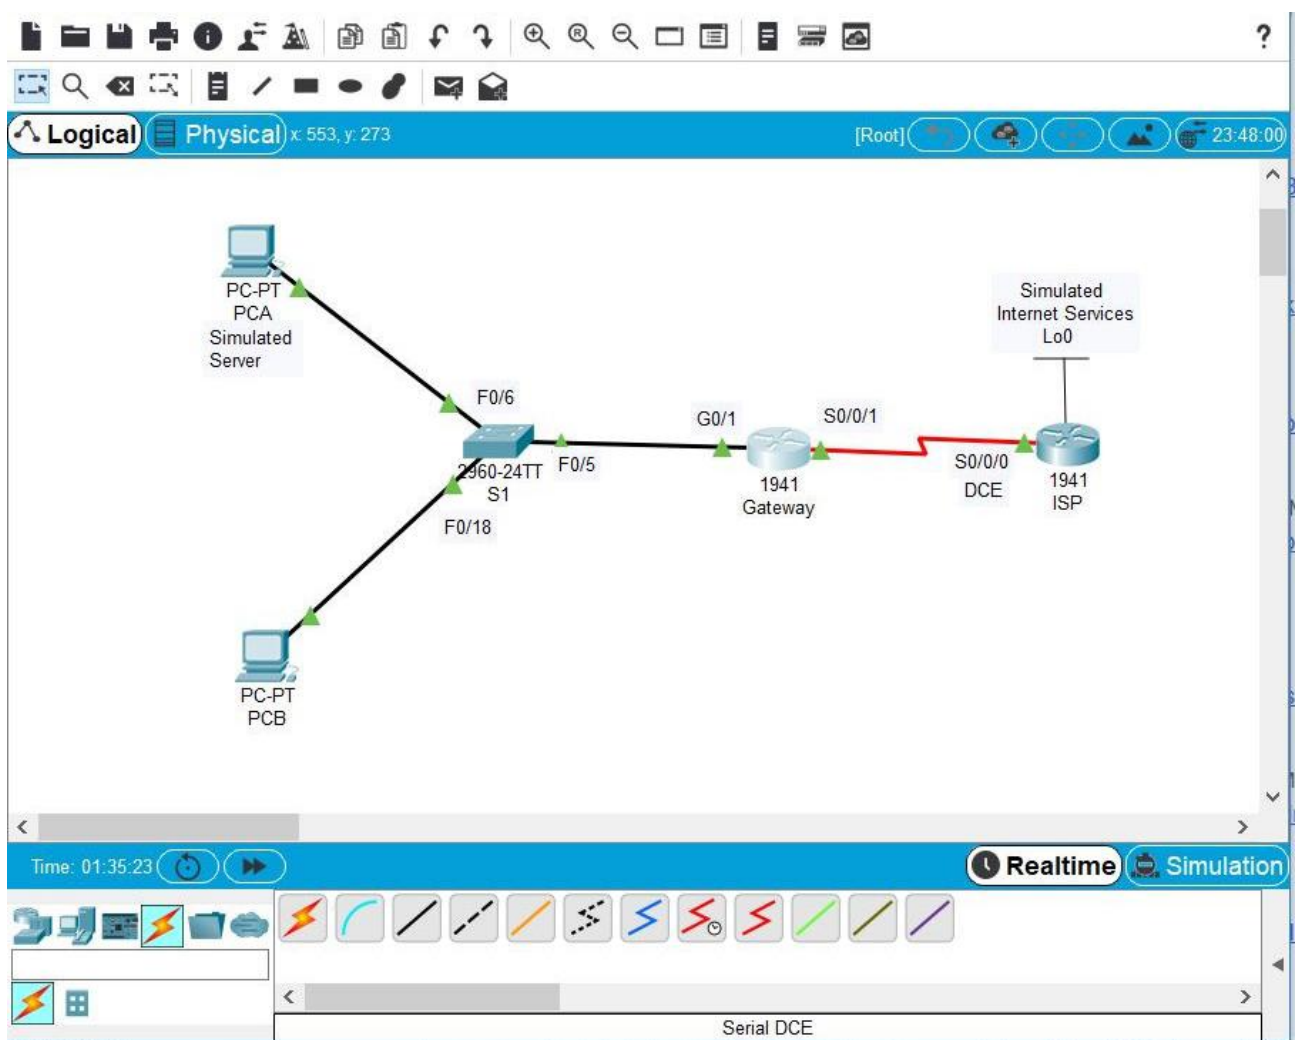 ?
Logical
Physical
x: 553, y: 273
[Root]
23:48:00
PC-PT
PCA
Simulated
Server
Simulated
Internet Services
Lo0
F0/6
G0/1
S0/0/1
2960-24TT
S1
F0/5
1941
Gateway
S0/0/0
DCE
1941
ISP
F0/18
PC-PT
PCB
Time: 01:35:23
Realtime
Simulation
Serial DCE